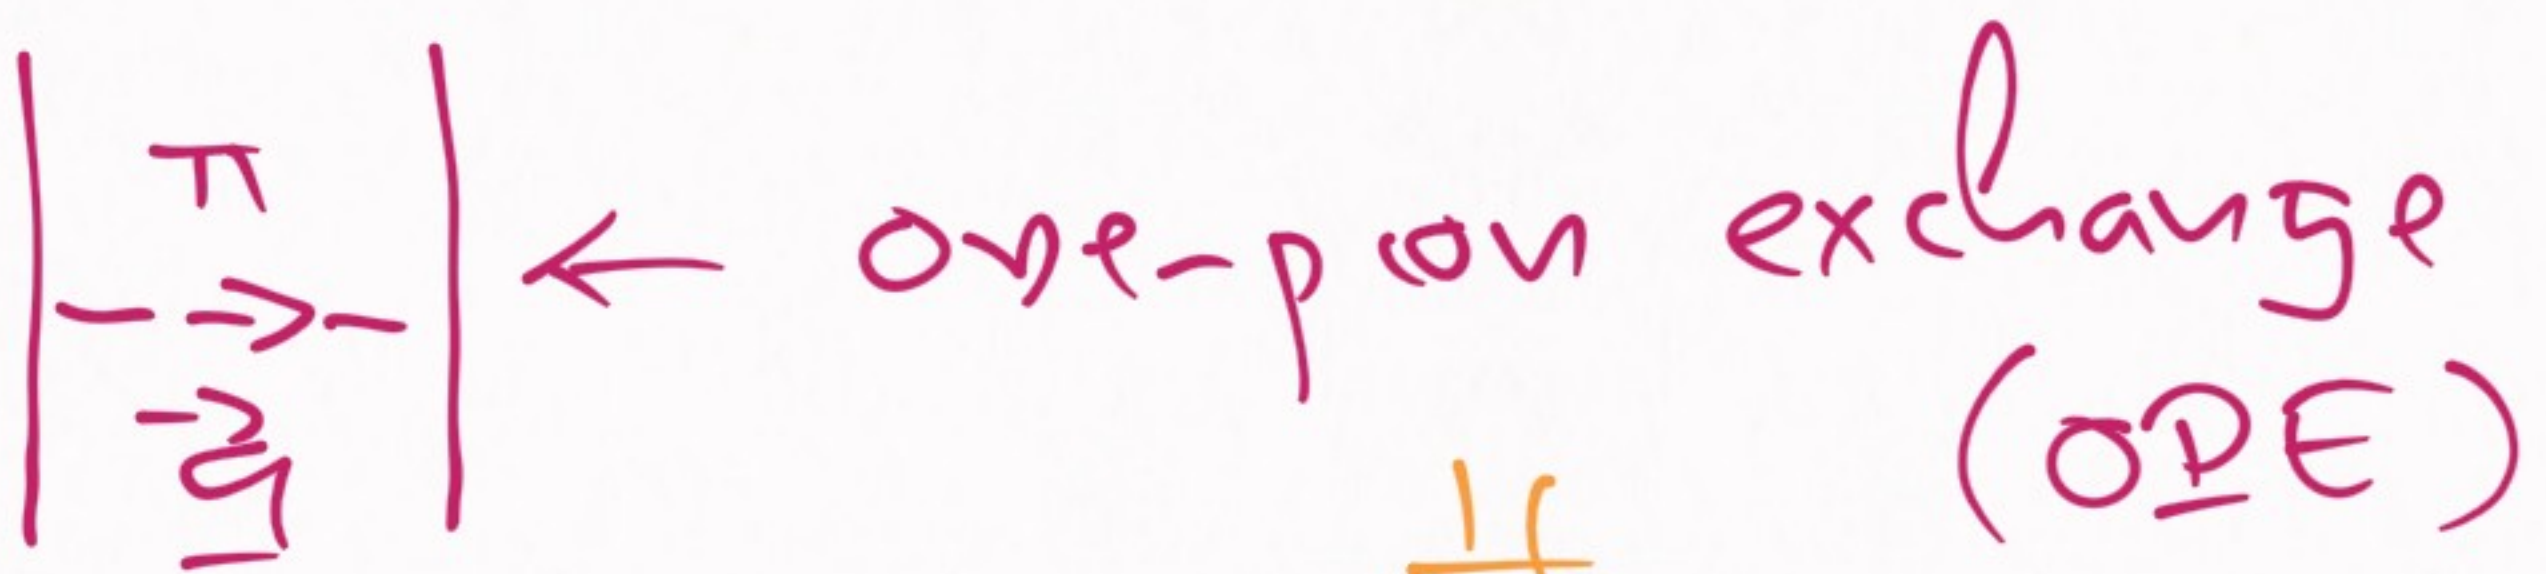 π
← one-pion exchange
q⃗
(OPE)